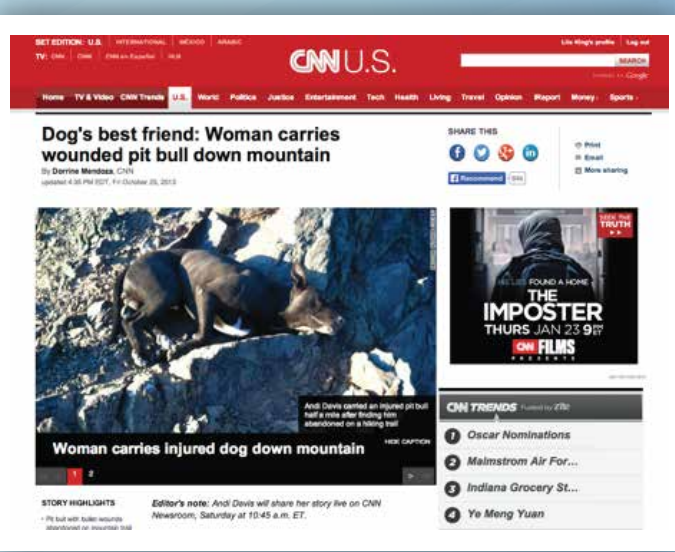 SET EDITION: U.S. INTERNATIONAL MÉXICO ARABIC
TV: CNN CNNi CNN en Español HLN
CNN U.S.
Log out
SEARCH
Google
Home TV & Video CNN Trends U.S. World Politics Justice Entertainment Tech Health Living Travel Opinion iReport Money Sports
Dog's best friend: Woman carries
wounded pit bull down mountain
By Dorrine Mendoza, CNN
updated 4:36 PM EDT, Fri October 25, 2013
SHARE THIS
Recommend
Print
Email
More sharing
Andi Davis carried an injured pit bull
half a mile after finding him
abandoned on a hiking trail
HIDE CAPTION
Woman carries injured dog down mountain
1 2
STORY HIGHLIGHTS
Pit bull with bullet wounds
abandoned on mountain trail
Editor's note: Andi Davis will share her story live on CNN
Newsroom, Saturday at 10:45 a.m. ET.
SEEK THE
TRUTH
FOUND A HOME
THE
IMPOSTER
THURS JAN 23 9PM ET
CNN FILMS
PRESENTS
CNN TRENDS zite
1 Oscar Nominations
2 Malmstrom Air For...
3 Indiana Grocery St...
4 Ye Meng Yuan